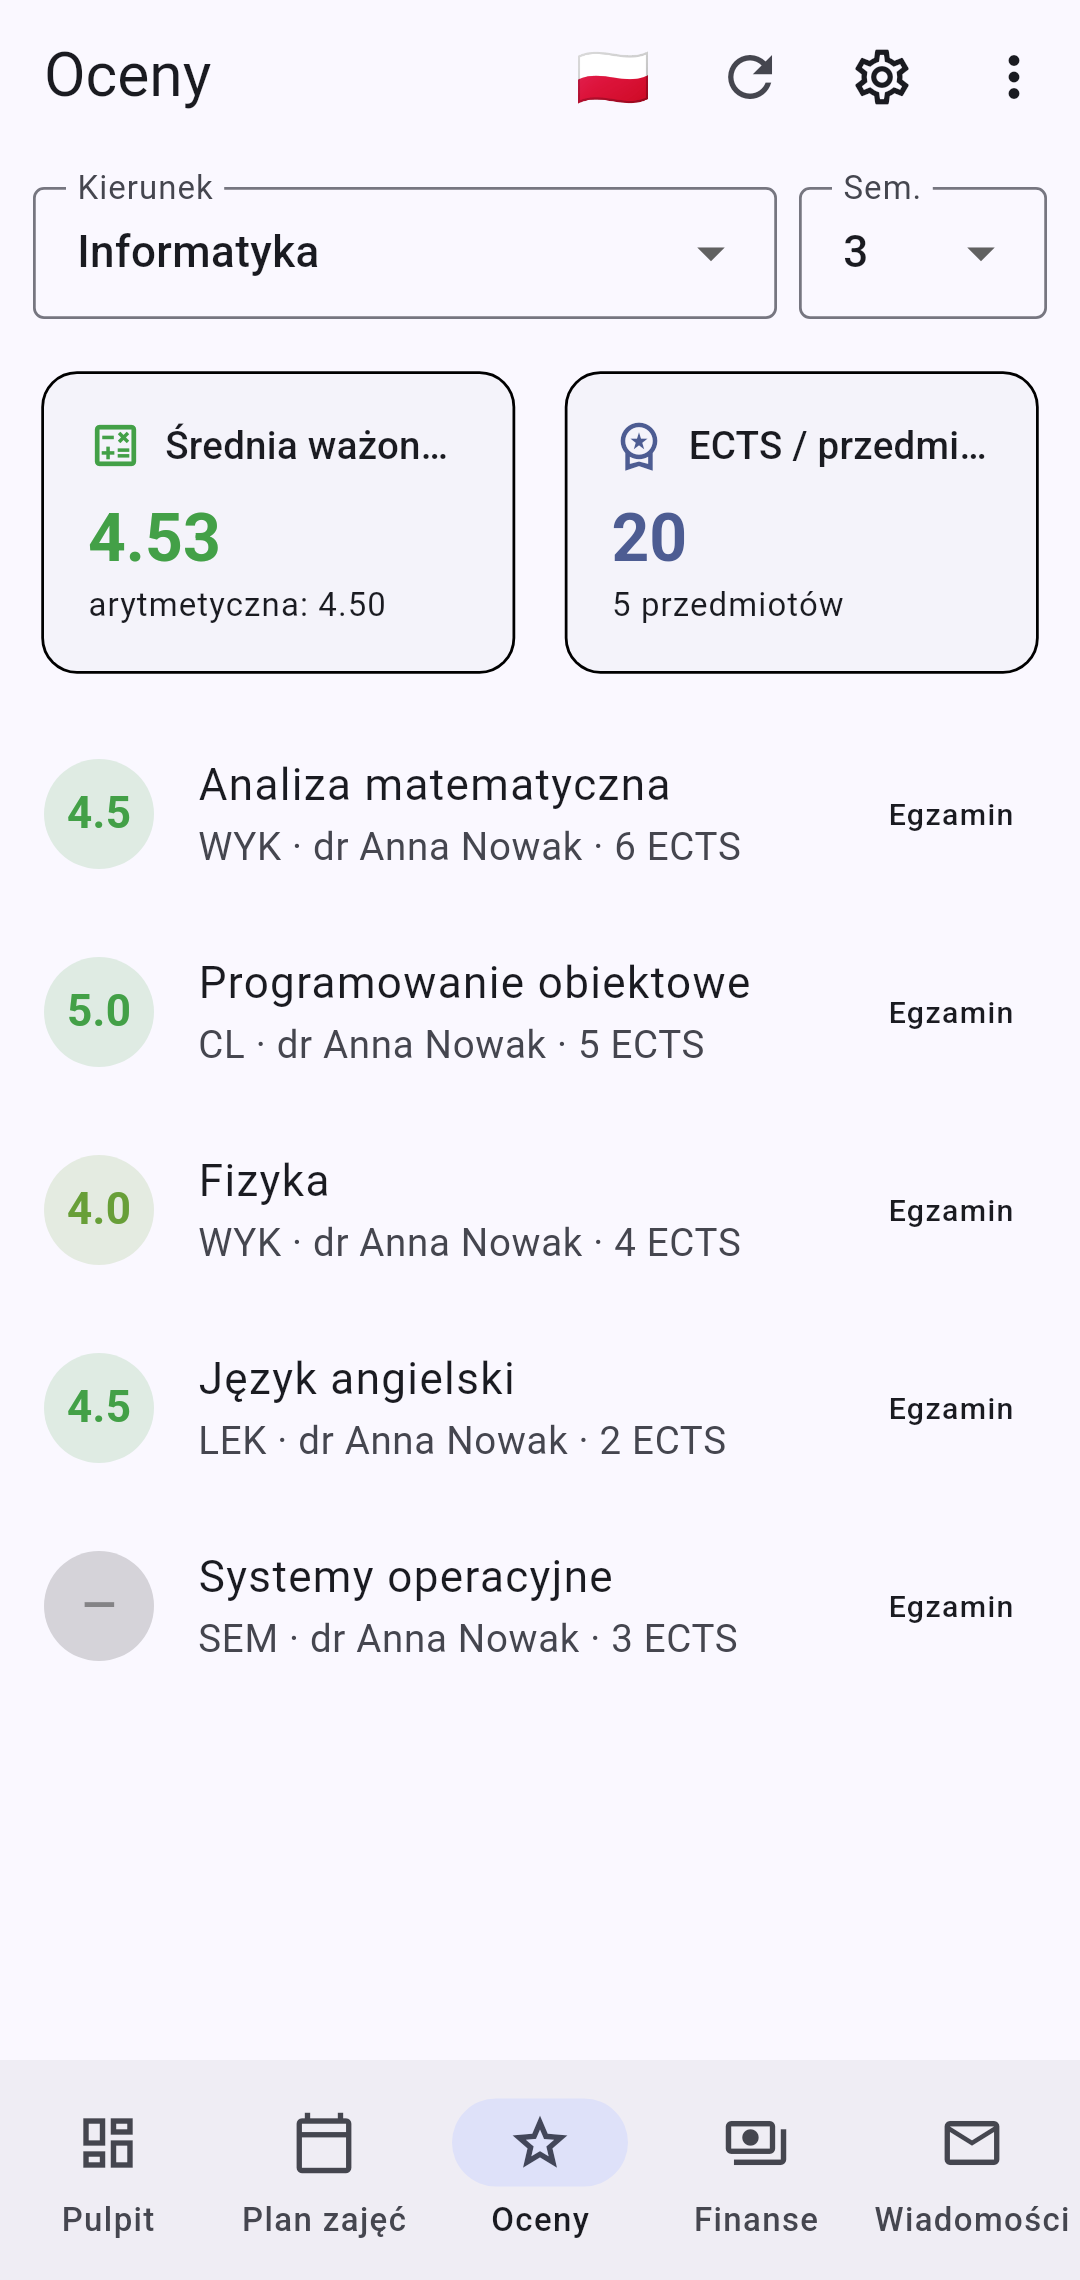 Oceny
Kierunek
Informatyka
Sem.
3
Średnia ważon...
4.53
arytmetyczna: 4.50
ECTS / przedmi...
20
5 przedmiotów
4.5
Analiza matematyczna
WYK · dr Anna Nowak · 6 ECTS
Egzamin
5.0
Programowanie obiektowe
CL · dr Anna Nowak · 5 ECTS
Egzamin
4.0
Fizyka
WYK · dr Anna Nowak · 4 ECTS
Egzamin
4.5
Język angielski
LEK · dr Anna Nowak · 2 ECTS
Egzamin
–
Systemy operacyjne
SEM · dr Anna Nowak · 3 ECTS
Egzamin
Pulpit
Plan zajęć
Oceny
Finanse
Wiadomości